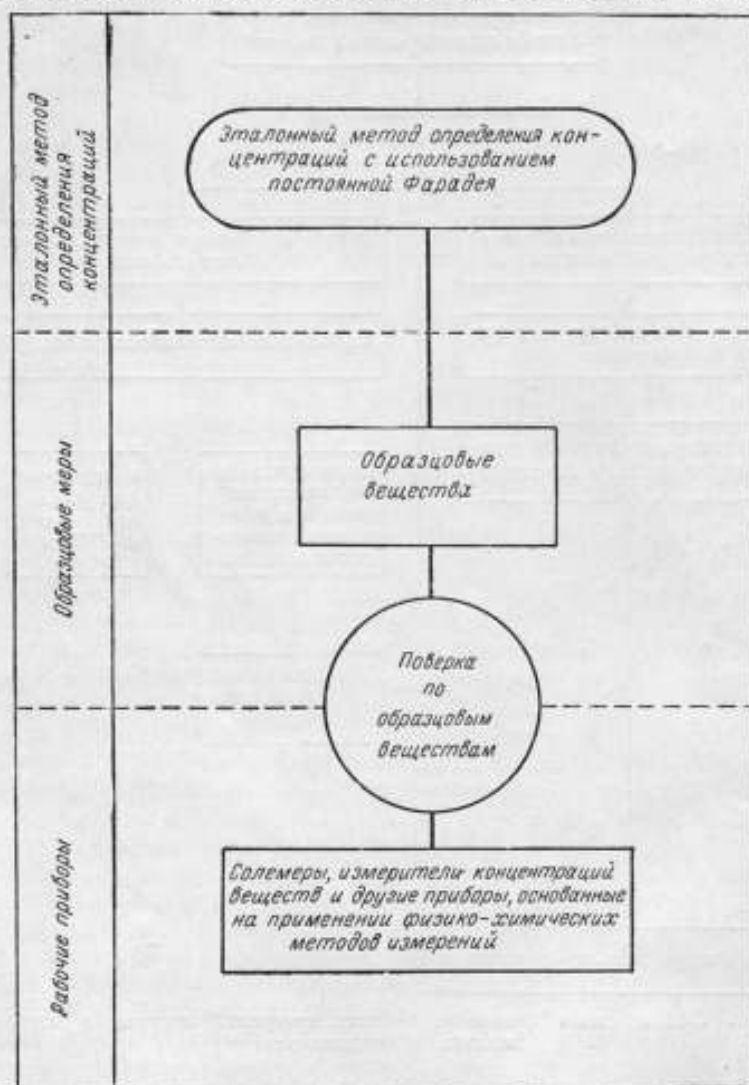 Эталонный метод
определения
концентраций
Эталонный метод определения кон-
центраций с использованием
постоянной Фарадея
Образцовые меры
Образцовые
вещества
Поверка
по
образцовым
веществам
Рабочие приборы
Солемеры, измерители концентраций
веществ и другие приборы, основанные
на применении физико-химических
методов измерений